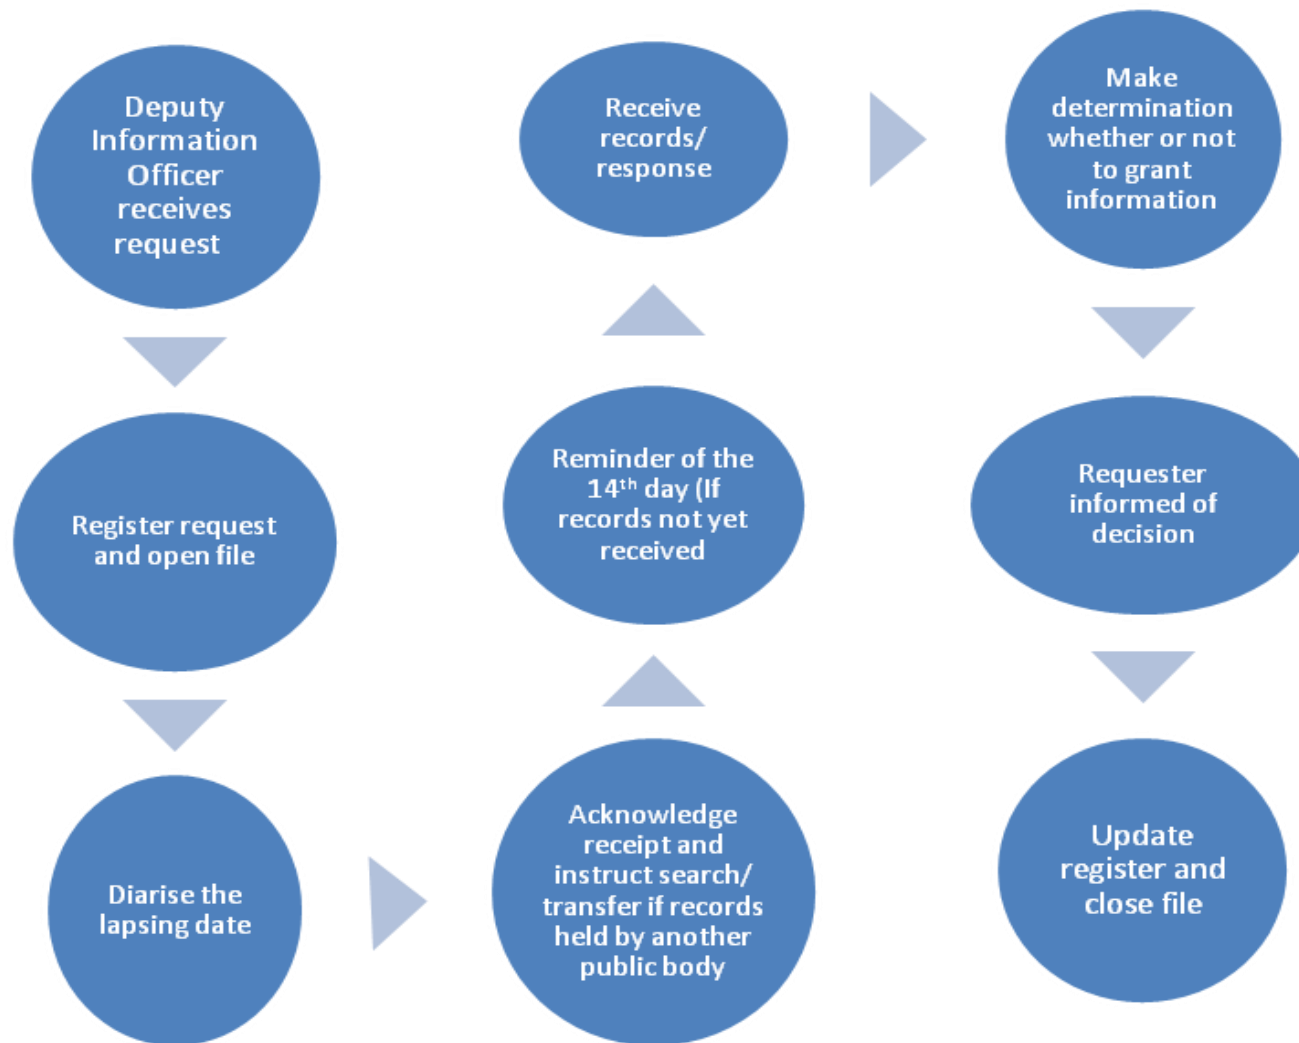 Deputy
Information
Officer
receives
request
Register request
and open file
Diarise the
lapsing date
Acknowledge
receipt and
instruct search/
transfer if records
held by another
public body
Reminder of the
14th day (If
records not yet
received
Receive
records/
response
Make
determination
whether or not
to grant
information
Requester
informed of
decision
Update
register and
close file